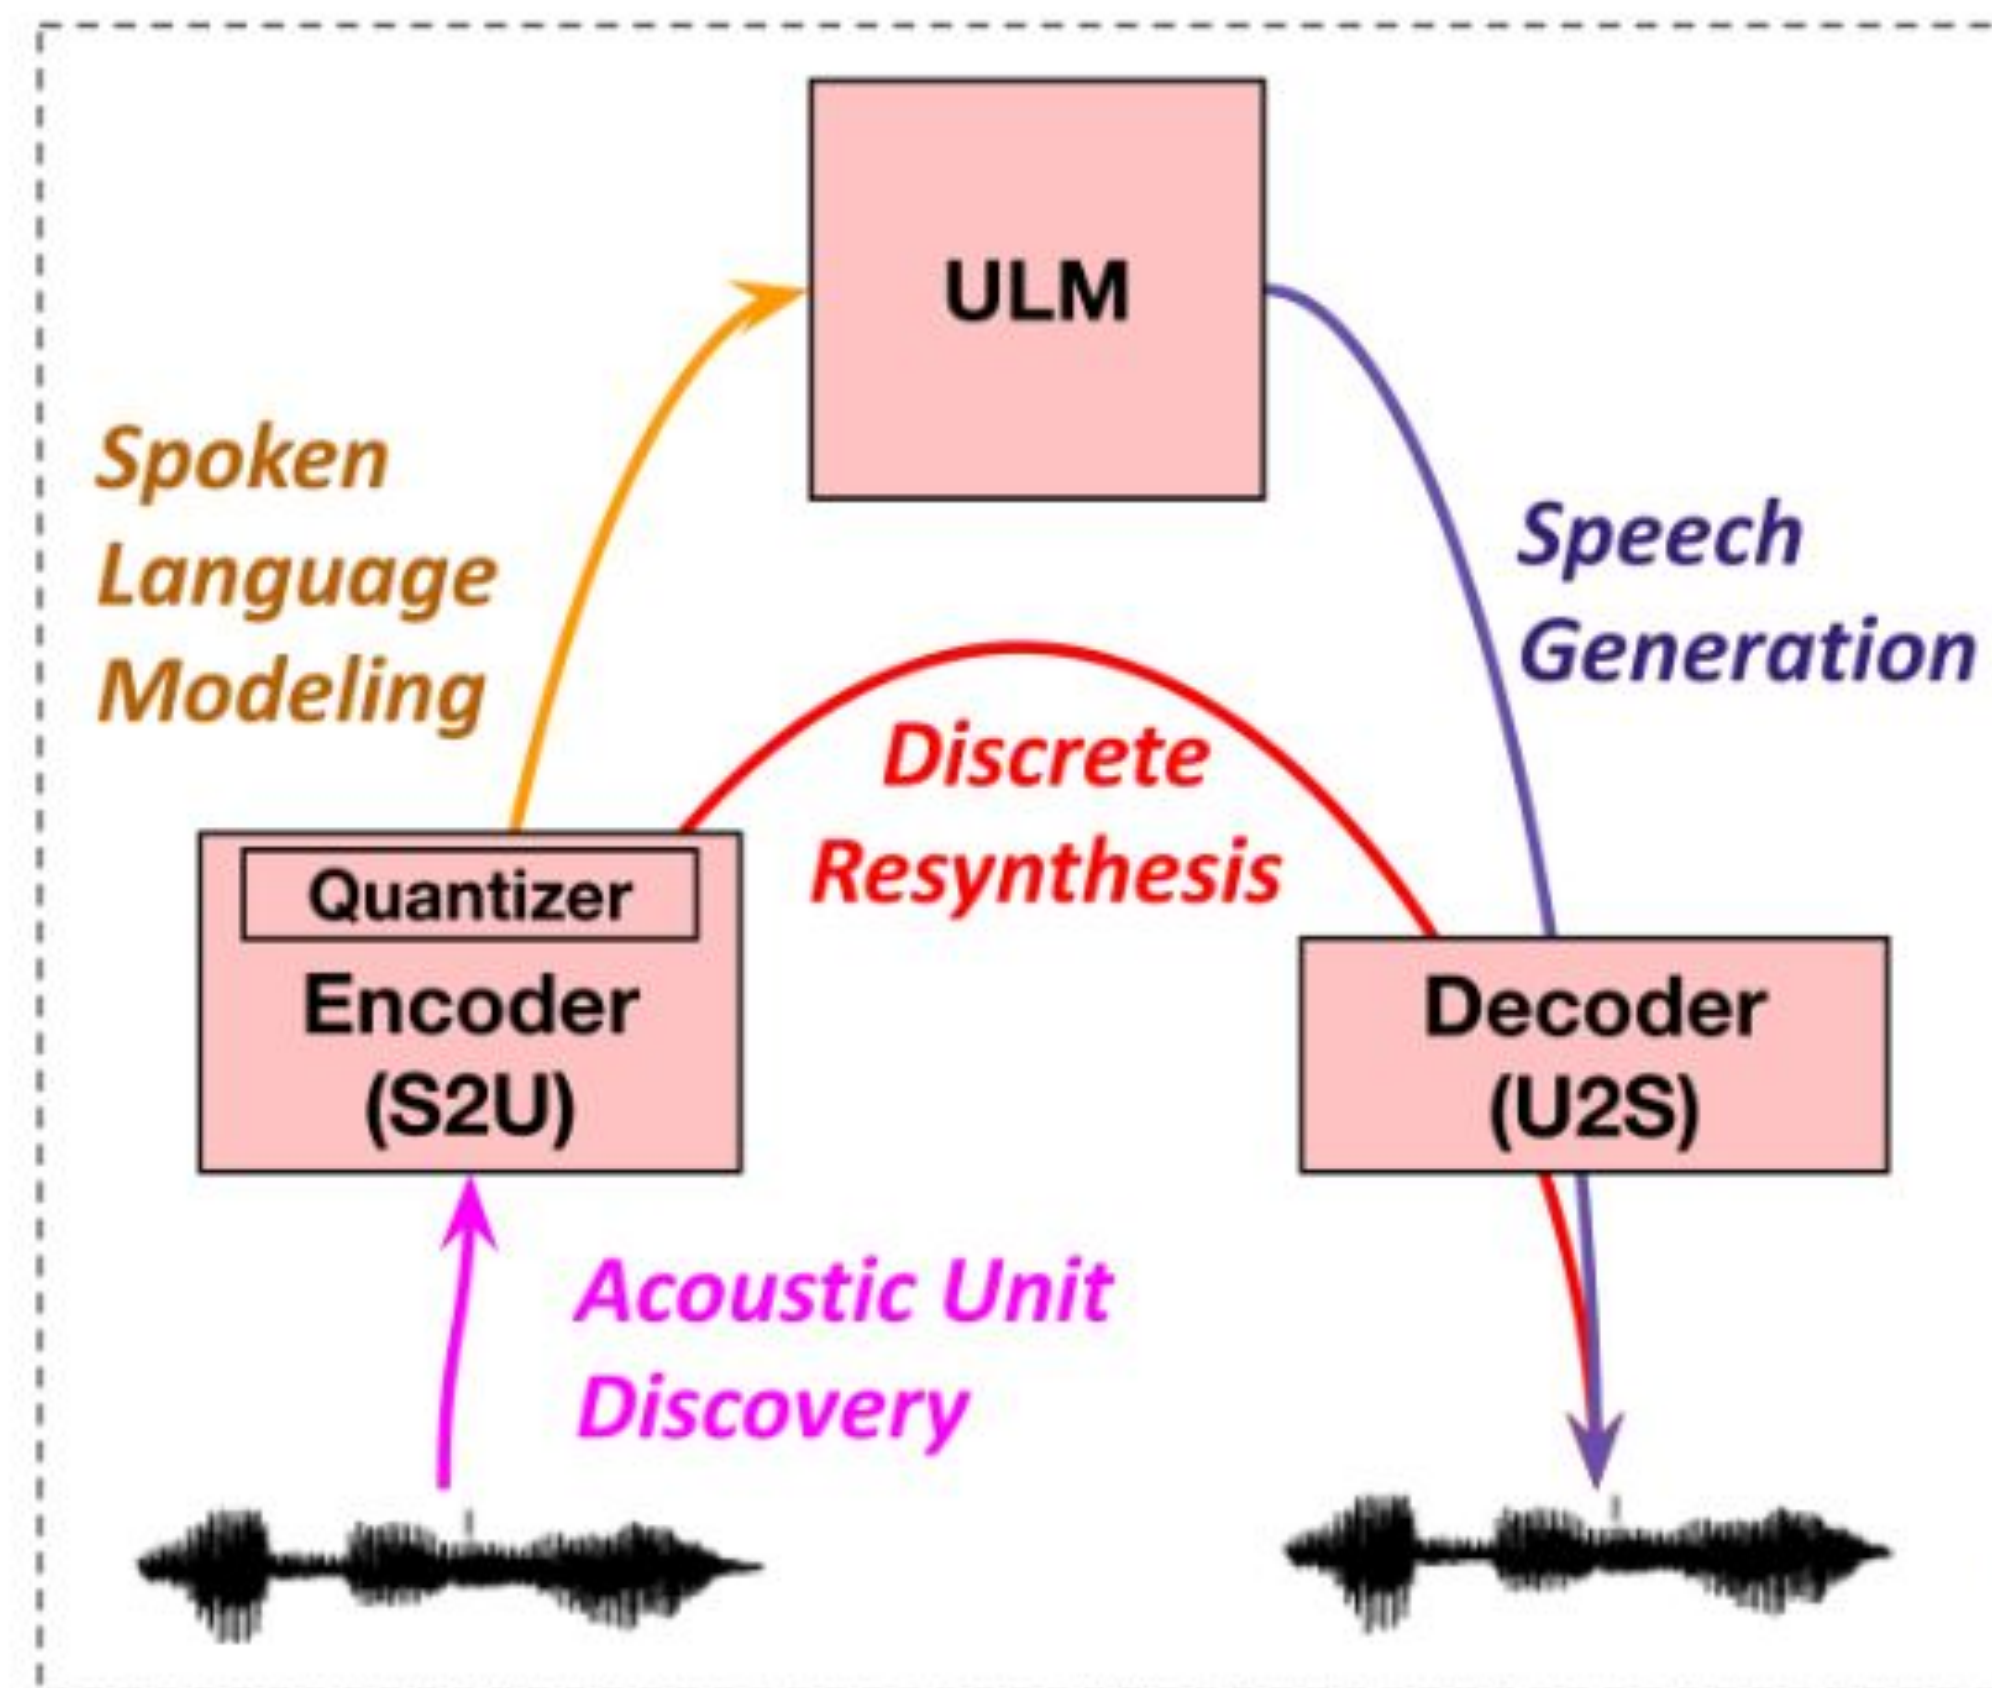 ULM
Spoken
Language
Modeling
Speech
Generation
Discrete
Resynthesis
Quantizer
Encoder
(S2U)
Decoder
(U2S)
Acoustic Unit
Discovery